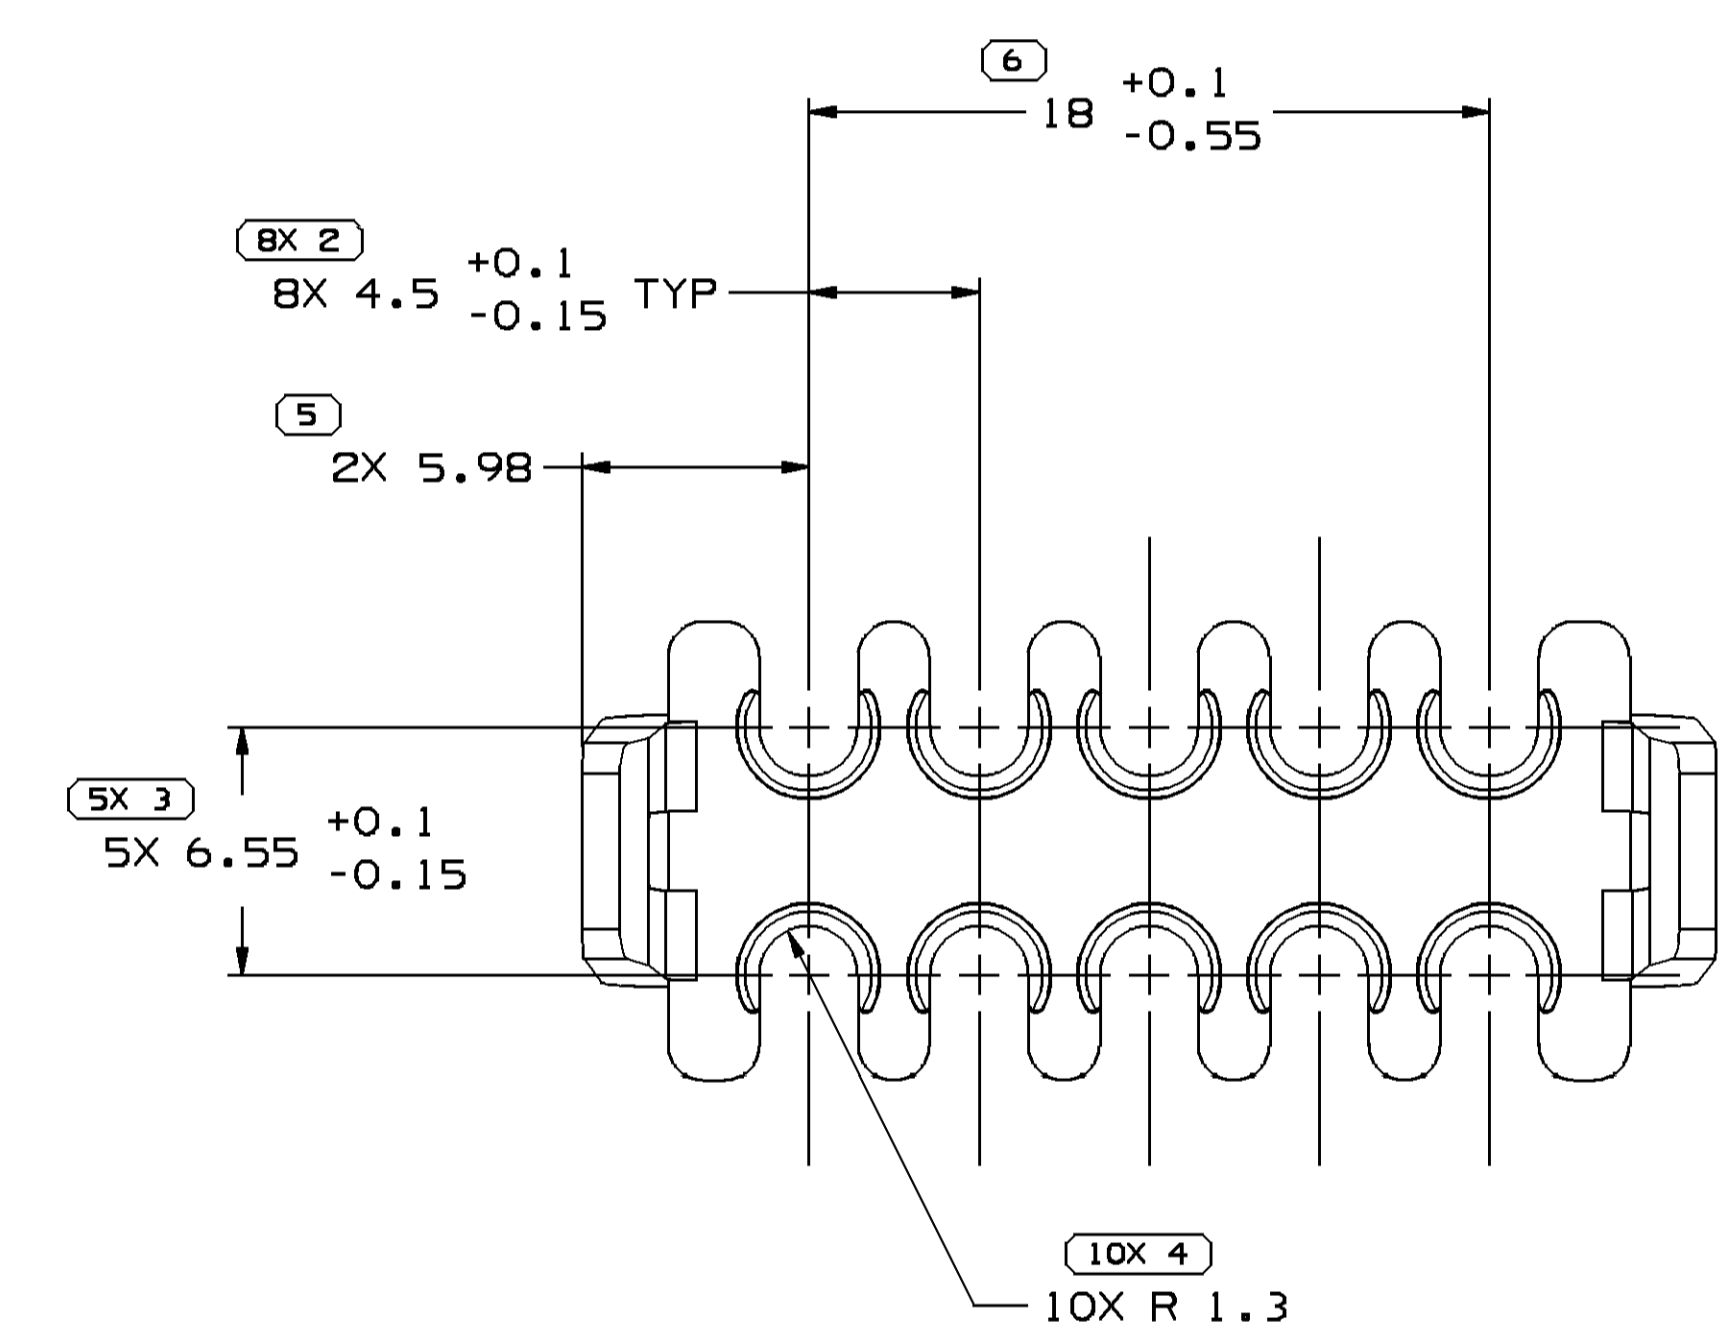 6
18 +0.1
-0.55
8X 2
8X 4.5 +0.1
-0.15 TYP
5
2X 5.98
5X 3
5X 6.55 +0.1
-0.15
10X 4
10X R 1.3